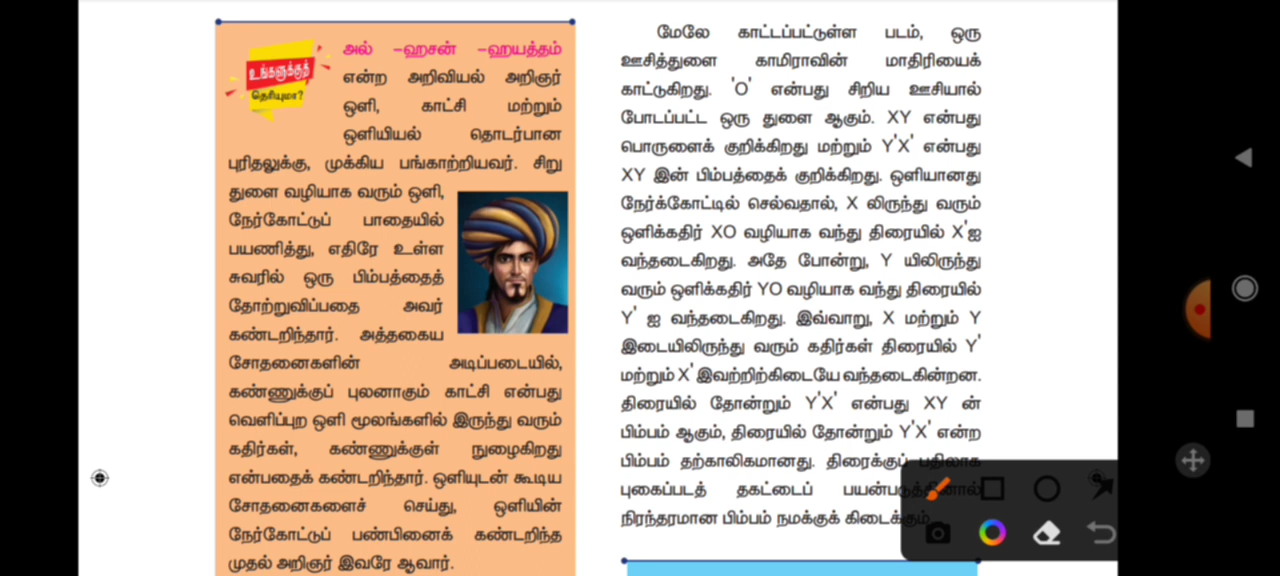 உங்களுக்குத்
தெரியுமா?
அல் –ஹசன் –ஹயத்தம்
என்ற அறிவியல் அறிஞர்
ஒளி, காட்சி மற்றும்
ஒளியியல் தொடர்பான
புரிதலுக்கு, முக்கிய பங்காற்றியவர். சிறு
துளை வழியாக வரும் ஒளி,
நேர்கோட்டுப் பாதையில்
பயணித்து, எதிரே உள்ள
சுவரில் ஒரு பிம்பத்தைத்
தோற்றுவிப்பதை அவர்
கண்டறிந்தார். அத்தகைய
சோதனைகளின் அடிப்படையில்,
கண்ணுக்குப் புலனாகும் காட்சி என்பது
வெளிப்புற ஒளி மூலங்களில் இருந்து வரும்
கதிர்கள், கண்ணுக்குள் நுழைகிறது
என்பதைக் கண்டறிந்தார். ஒளியுடன் கூடிய
சோதனைகளைச் செய்து, ஒளியின்
நேர்கோட்டுப் பண்பினைக் கண்டறிந்த
முதல் அறிஞர் இவரே ஆவார்.
மேலே காட்டப்பட்டுள்ள படம், ஒரு
ஊசித்துளை காமிராவின் மாதிரியைக்
காட்டுகிறது. 'O' என்பது சிறிய ஊசியால்
போடப்பட்ட ஒரு துளை ஆகும். XY என்பது
பொருளைக் குறிக்கிறது மற்றும் Y'X' என்பது
XY இன் பிம்பத்தைக் குறிக்கிறது. ஒளியானது
நேர்க்கோட்டில் செல்வதால், X லிருந்து வரும்
ஒளிக்கதிர் XO வழியாக வந்து திரையில் X'ஐ
வந்தடைகிறது. அதே போன்று, Y யிலிருந்து
வரும் ஒளிக்கதிர் YO வழியாக வந்து திரையில்
Y' ஐ வந்தடைகிறது. இவ்வாறு, X மற்றும் Y
இடையிலிருந்து வரும் கதிர்கள் திரையில் Y'
மற்றும் X' இவற்றிற்கிடையே வந்தடைகின்றன.
திரையில் தோன்றும் Y'X' என்பது XY ன்
பிம்பம் ஆகும், திரையில் தோன்றும் Y'X' என்ற
பிம்பம் தற்காலிகமானது. திரைக்குப் பதிலாக
புகைப்படத் தகட்டைப் பயன்படுத்தினால்
நிரந்தரமான பிம்பம் நமக்குக் கிடைக்கும்.